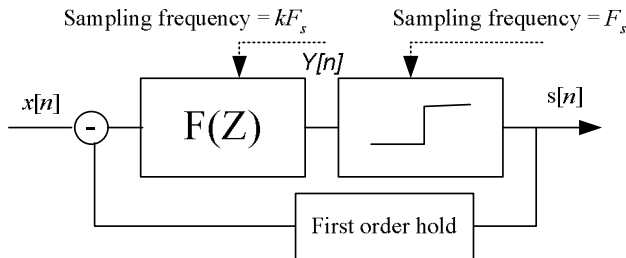 Sampling frequency = kFs
Sampling frequency = Fs
Y[n]
x[n]
-
F(Z)
s[n]
First order hold